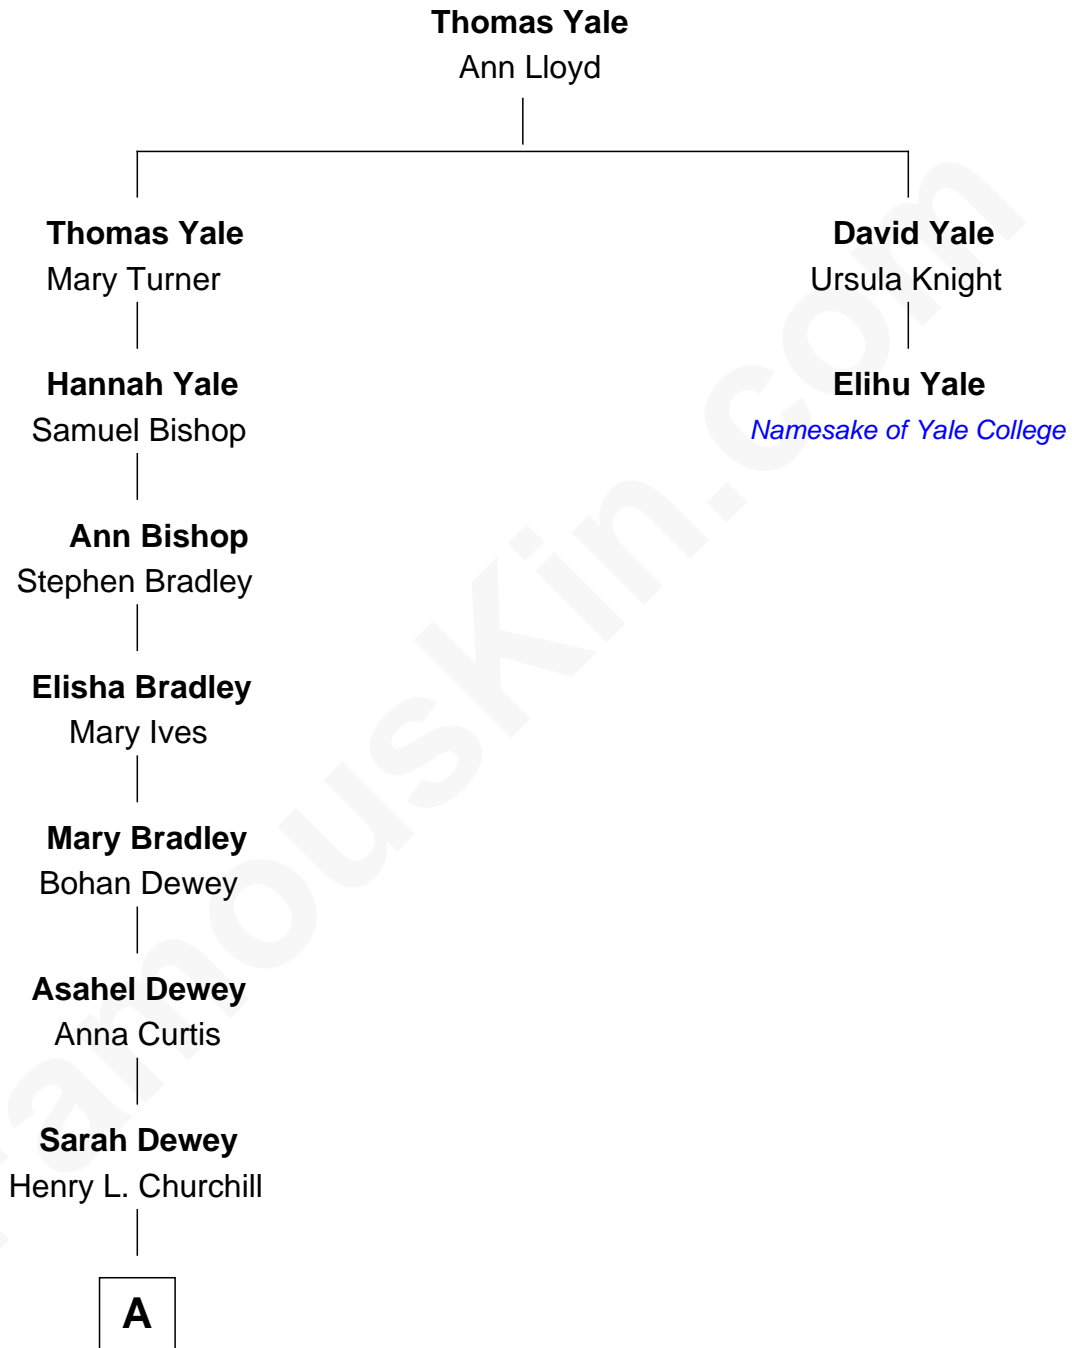 Thomas Yale
Ann Lloyd
Thomas Yale
Mary Turner
David Yale
Ursula Knight
Hannah Yale
Samuel Bishop
Elihu Yale
Namesake of Yale College
Ann Bishop
Stephen Bradley
Elisha Bradley
Mary Ives
Mary Bradley
Bohan Dewey
Asahel Dewey
Anna Curtis
Sarah Dewey
Henry L. Churchill
A
FamousKin.com